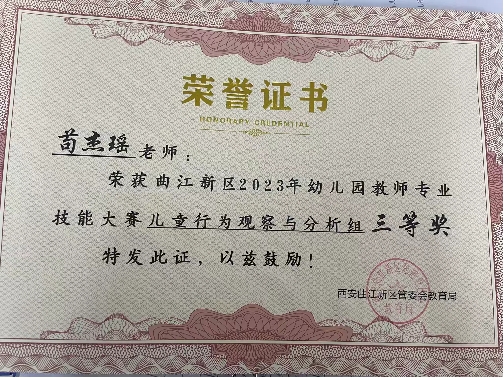 荣誉证书
HONORARY CREDENTIAL
苟杰瑶老师：
荣获曲江新区2023年幼儿园教师专业
技能大赛儿童行为观察与分析组三等奖
特发此证，以兹鼓励！
西安曲江新区管委会教育局